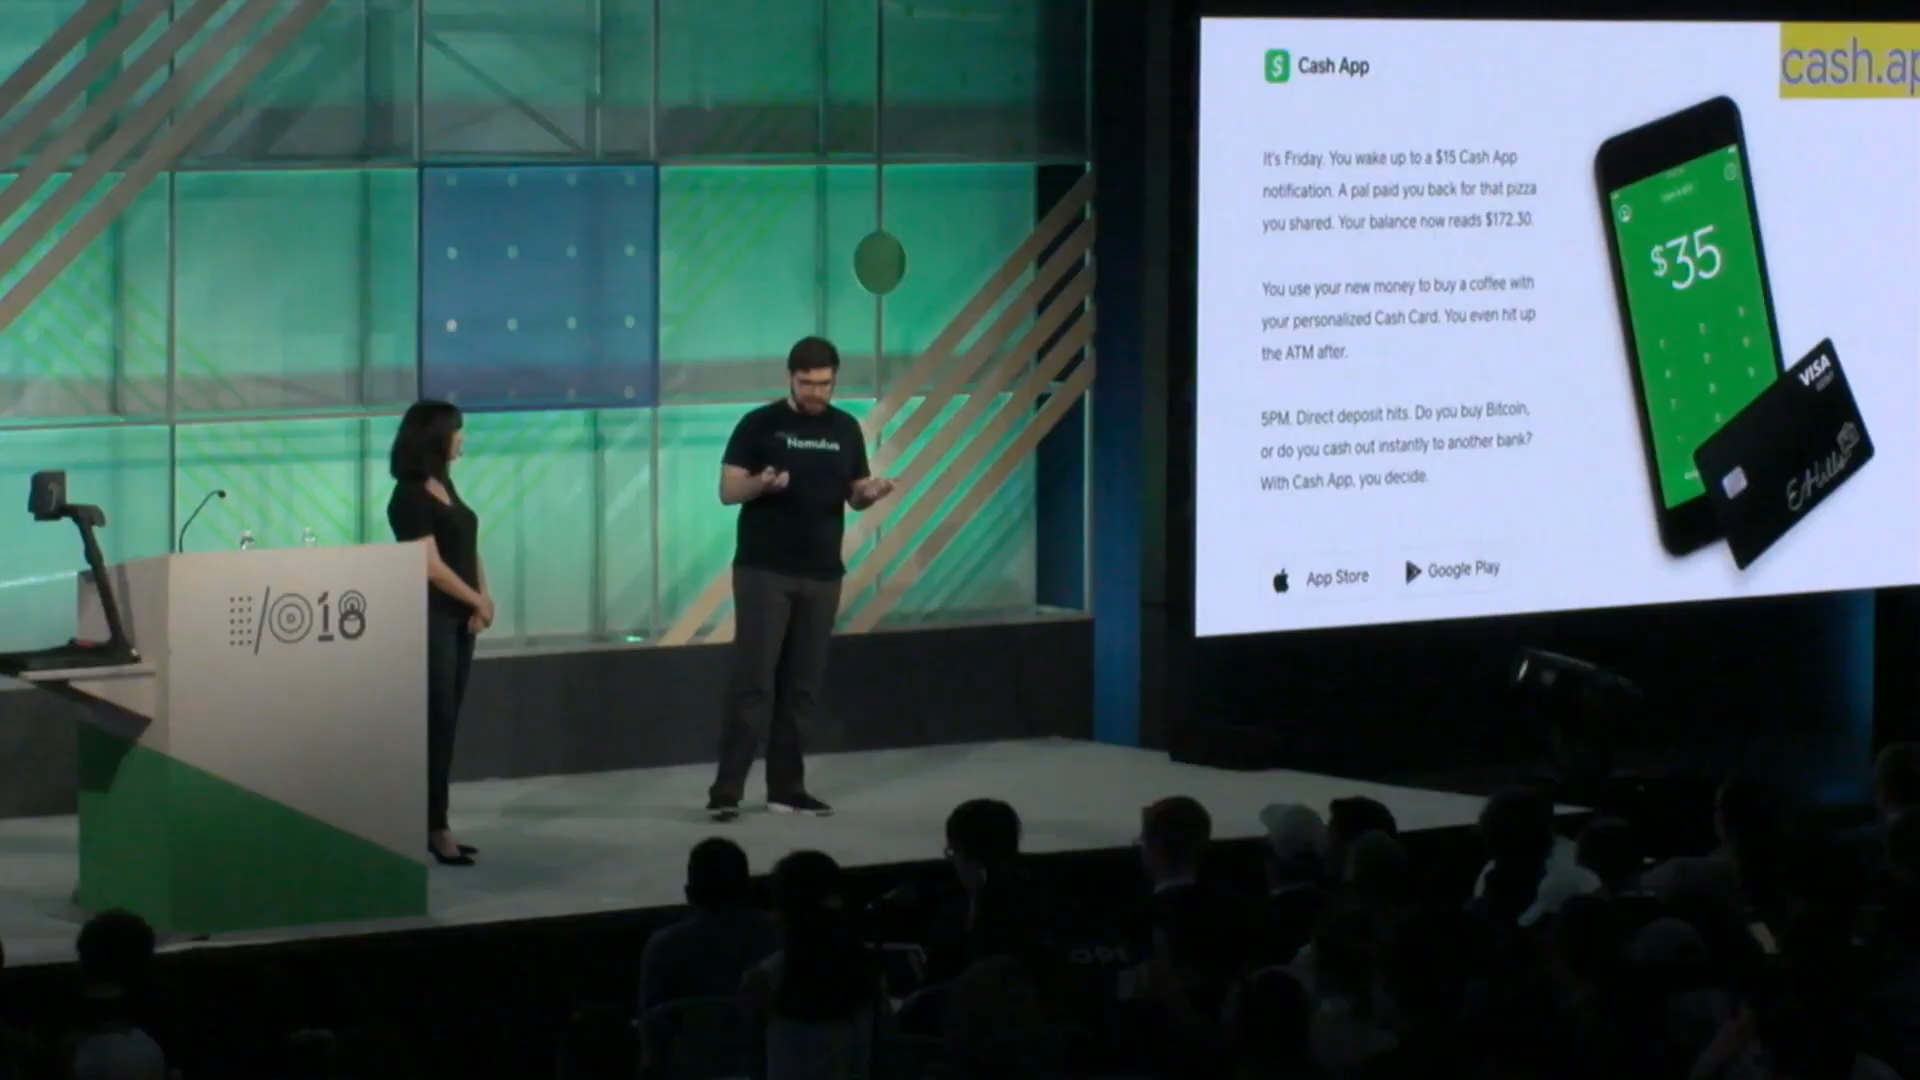 Cash App
cash.ap
It's Friday. You wake up to a $15 Cash App
notification. A pal paid you back for that pizza
you shared. Your balance now reads $172.30.
You use your new money to buy a coffee with
your personalized Cash Card. You even hit up
the ATM after.
5PM. Direct deposit hits. Do you buy Bitcoin,
or do you cash out instantly to another bank?
With Cash App, you decide.
App Store
Google Play
$35
VISA
DEBIT
Nomulus
I/O18